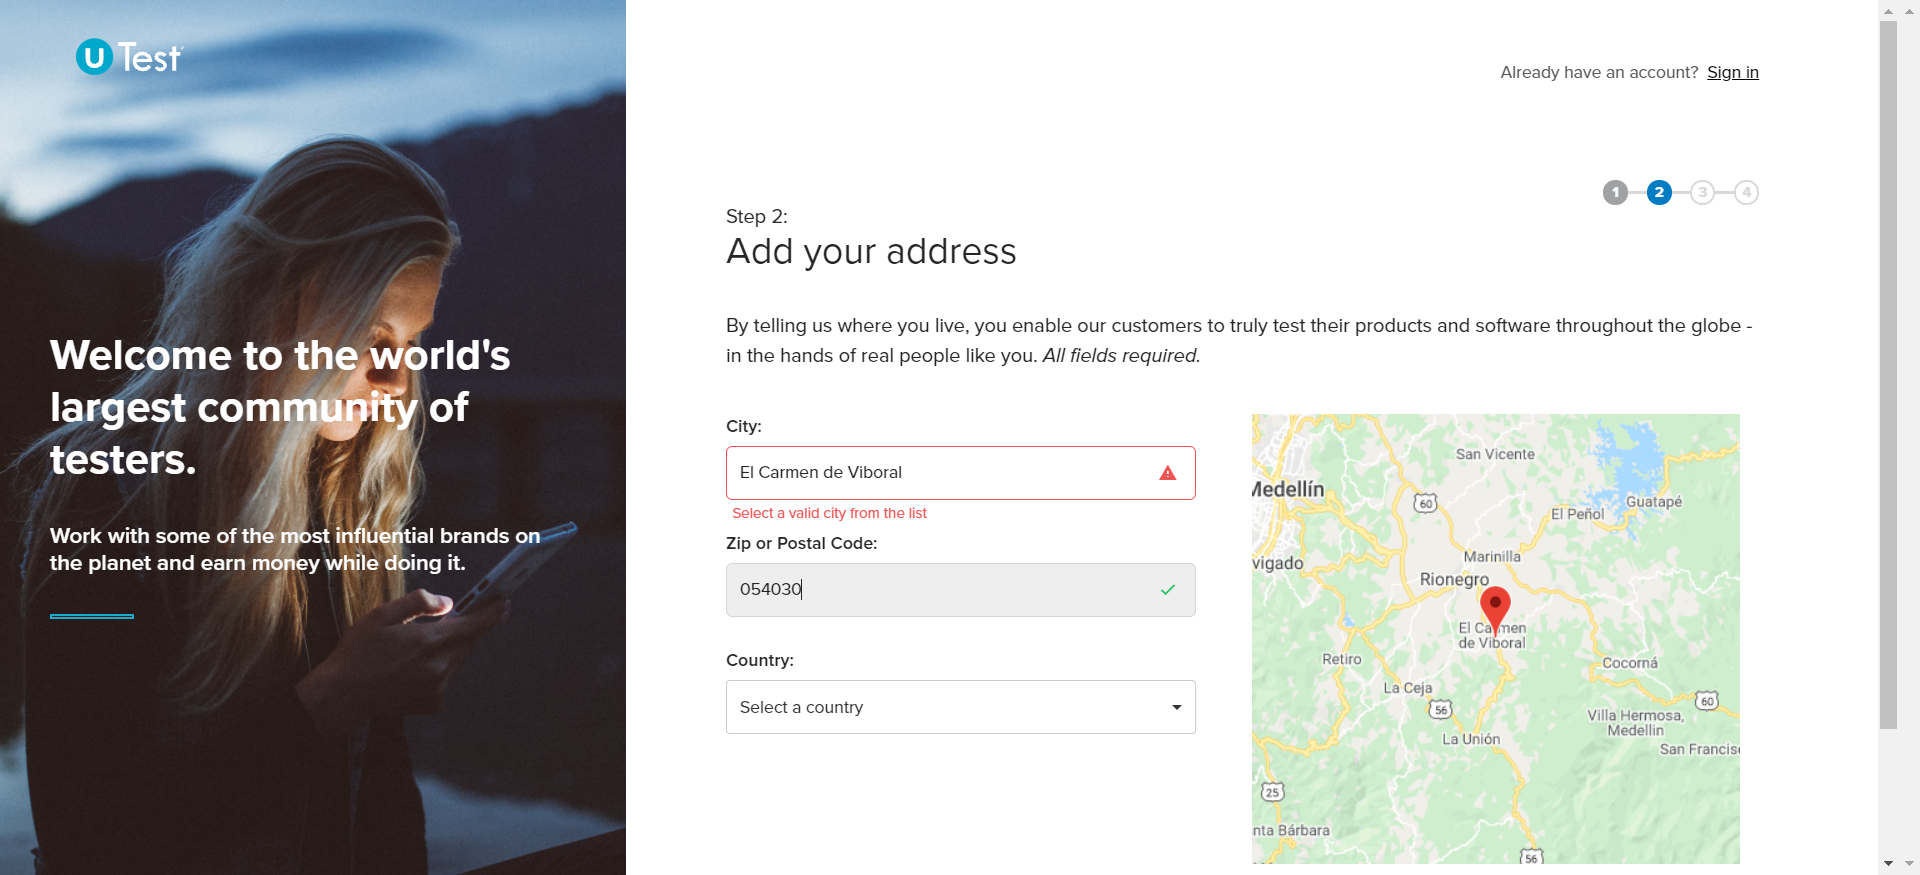 U Test
Welcome to the world's
largest community of
testers.
Work with some of the most influential brands on
the planet and earn money while doing it.
Already have an account? Sign in
1 2 3 4
Step 2:
Add your address
By telling us where you live, you enable our customers to truly test their products and software throughout the globe -
in the hands of real people like you. All fields required.
City:
El Carmen de Viboral
Select a valid city from the list
Zip or Postal Code:
054030
Country:
Select a country
San Vicente
Medellín
60
Guatapé
El Peñol
Marinilla
vigado
Rionegro
El Carmen
de Viboral
Retiro
Cocorná
La Ceja
60
56
Villa Hermosa,
Medellin
La Unión
San Francis
25
nta Bárbara
56